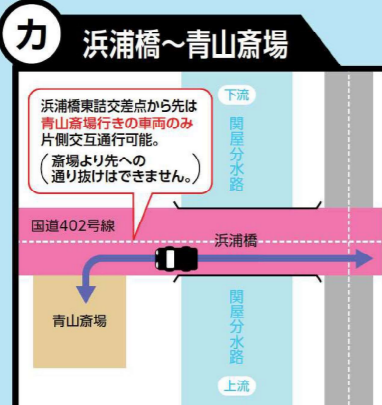 カ
浜浦橋〜青山斎場
浜浦橋東詰交差点から先は
青山斎場行きの車両のみ
片側交互通行可能。
(斎場より先への
通り抜けはできません。)
下流
関屋分水路
国道402号線
浜浦橋
青山斎場
関屋分水路
上流